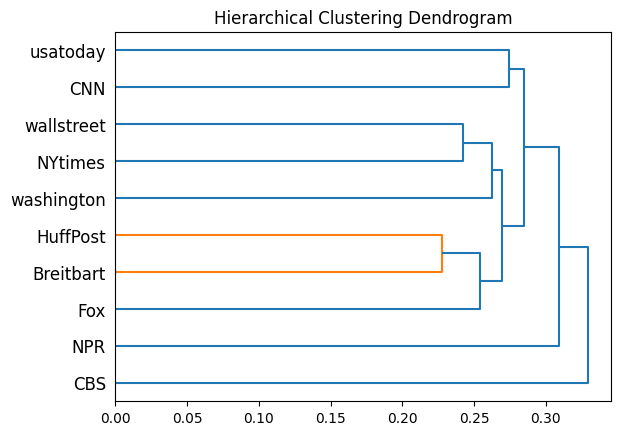 Hierarchical Clustering Dendrogram
usatoday
CNN
wallstreet
NYtimes
washington
HuffPost
Breitbart
Fox
NPR
CBS
0.00 0.05 0.10 0.15 0.20 0.25 0.30